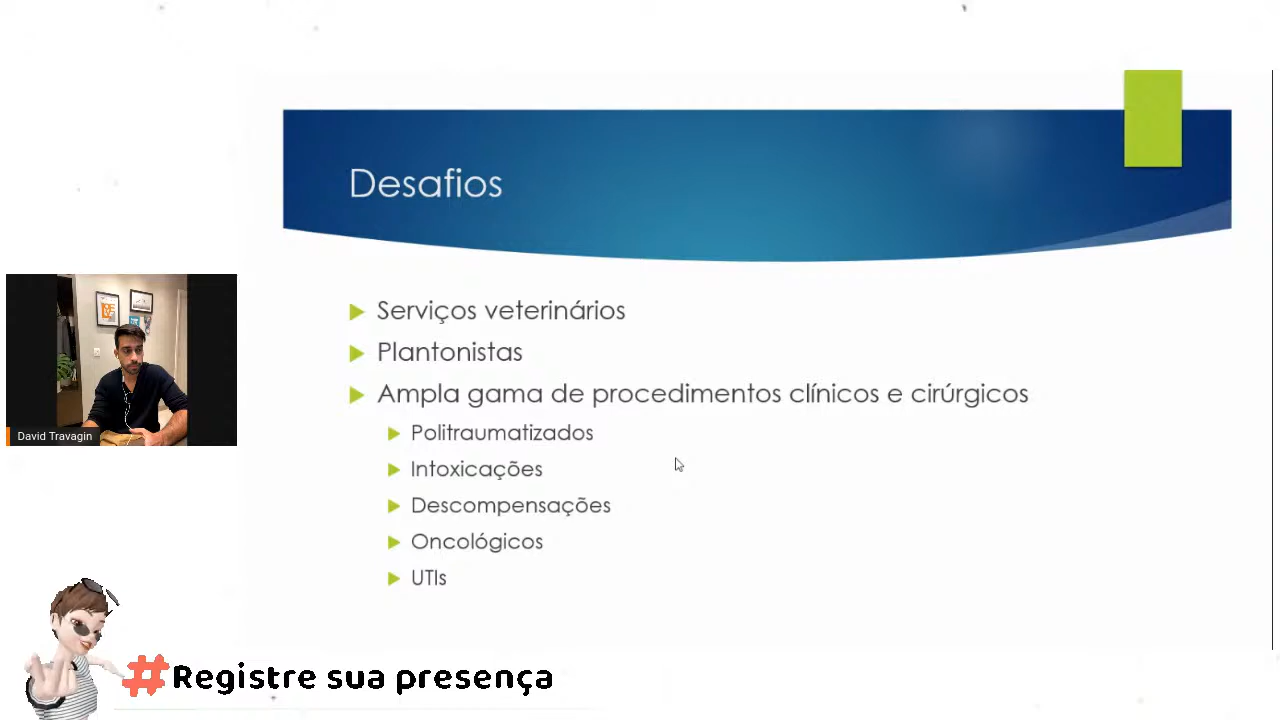 Desafios
Serviços veterinários
Plantonistas
Ampla gama de procedimentos clínicos e cirúrgicos
Politraumatizados
Intoxicações
Descompensações
Oncológicos
UTIs
David Travagin
#Registre sua presença